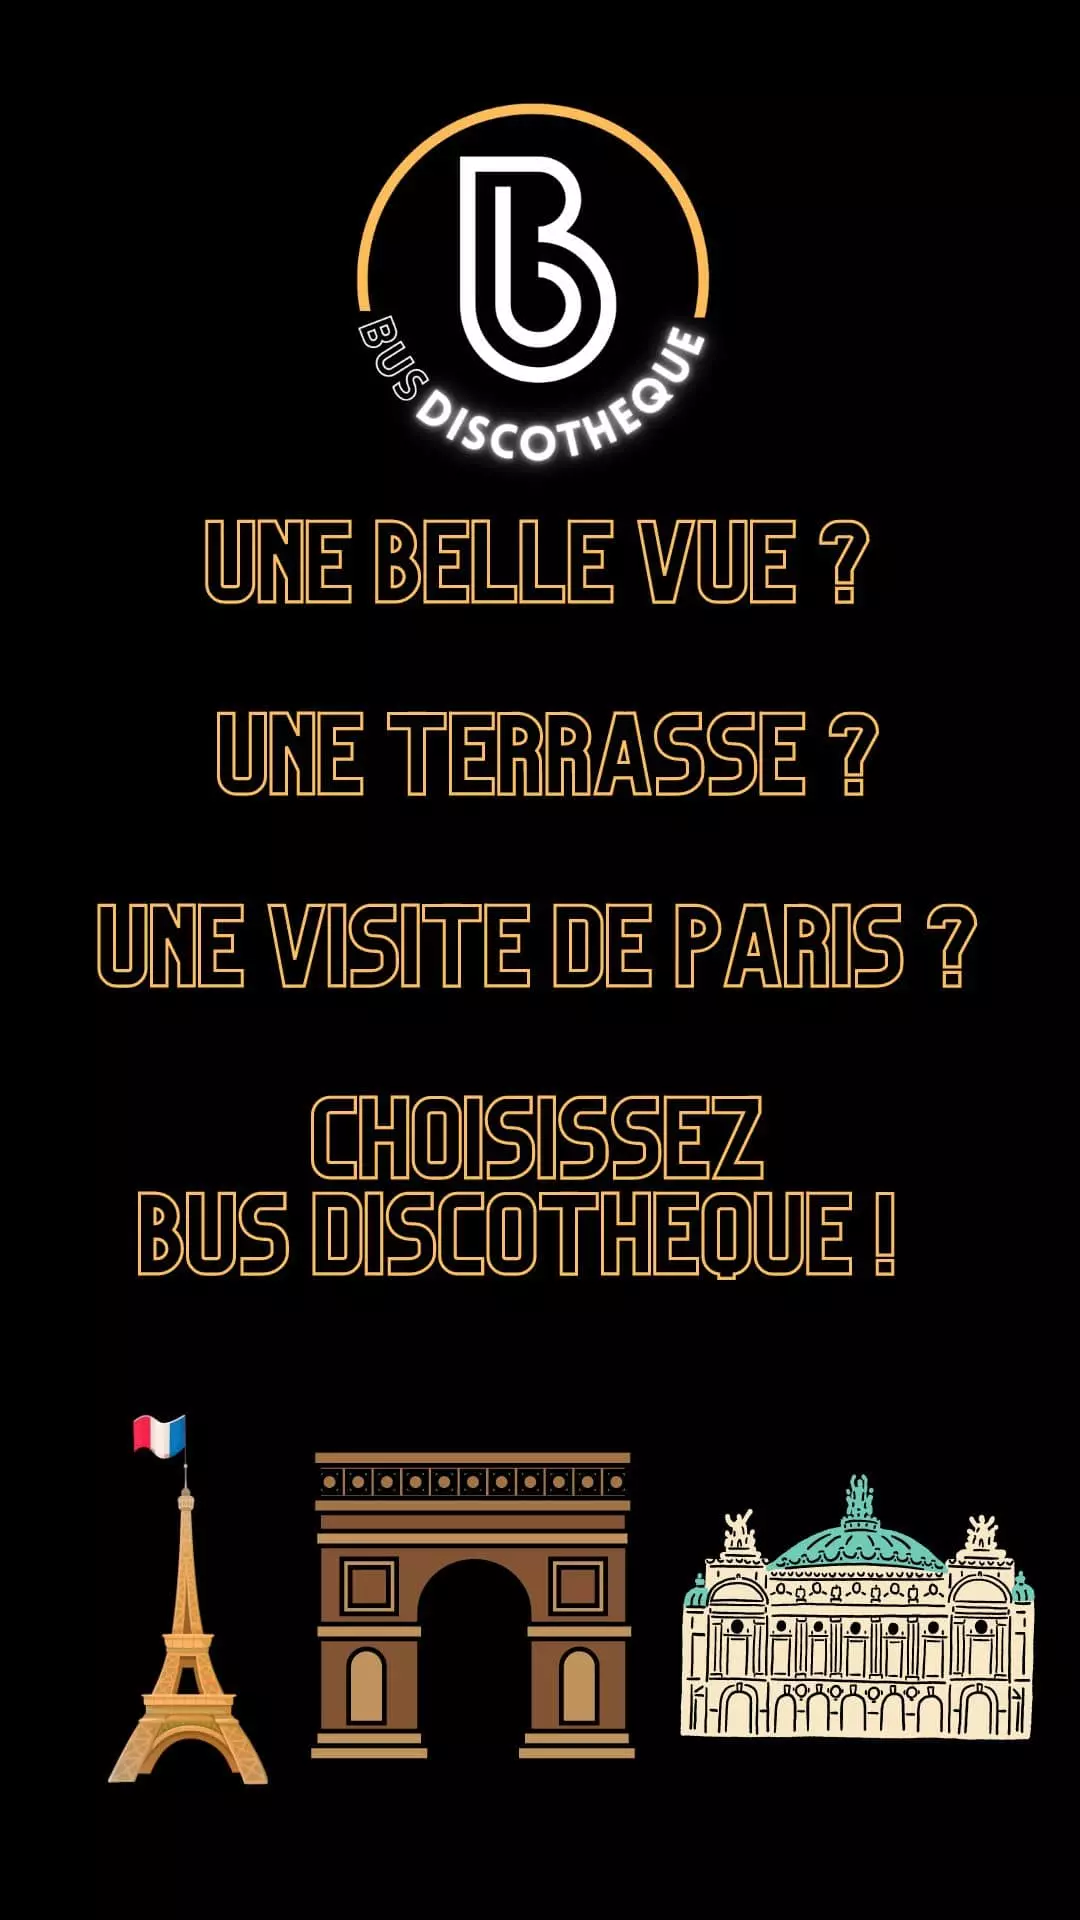 B
BUS DISCOTHEQUE
UNE BELLE VUE ?
UNE TERRASSE ?
UNE VISITE DE PARIS ?
CHOISISSEZ
BUS DISCOTHEQUE !